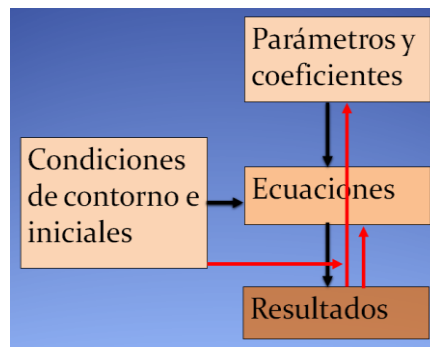 Parámetros y
coeficientes
Condiciones
de contorno e
iniciales
Ecuaciones
Resultados